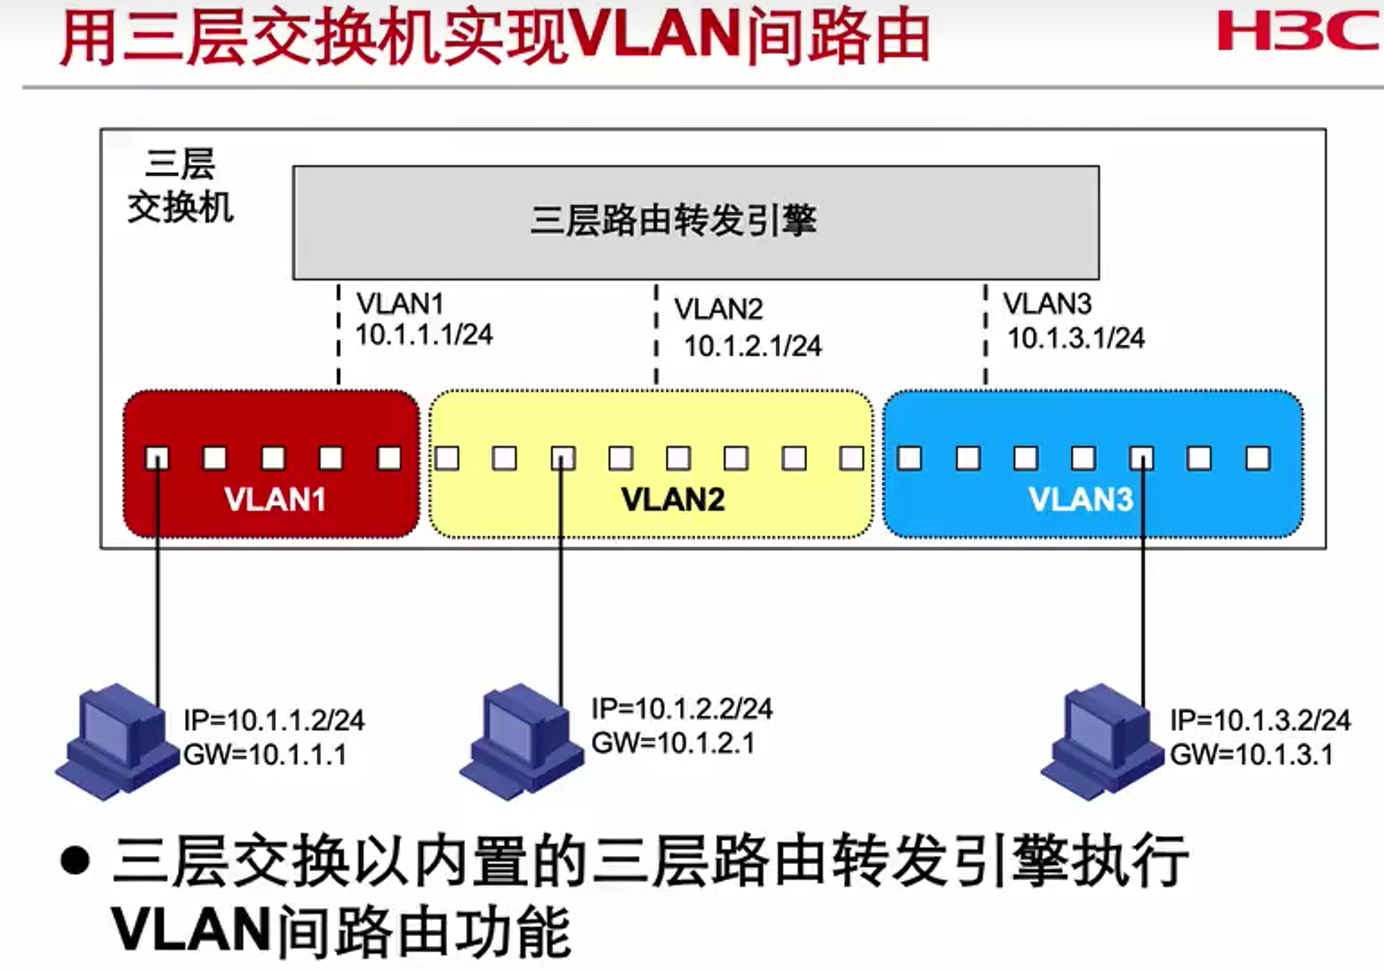 用三层交换机实现VLAN间路由
H3C
三层
交换机
三层路由转发引擎
VLAN1
10.1.1.1/24
VLAN2
10.1.2.1/24
VLAN3
10.1.3.1/24
VLAN1
VLAN2
VLAN3
IP=10.1.1.2/24
GW=10.1.1.1
IP=10.1.2.2/24
GW=10.1.2.1
IP=10.1.3.2/24
GW=10.1.3.1
● 三层交换以内置的三层路由转发引擎执行
VLAN间路由功能